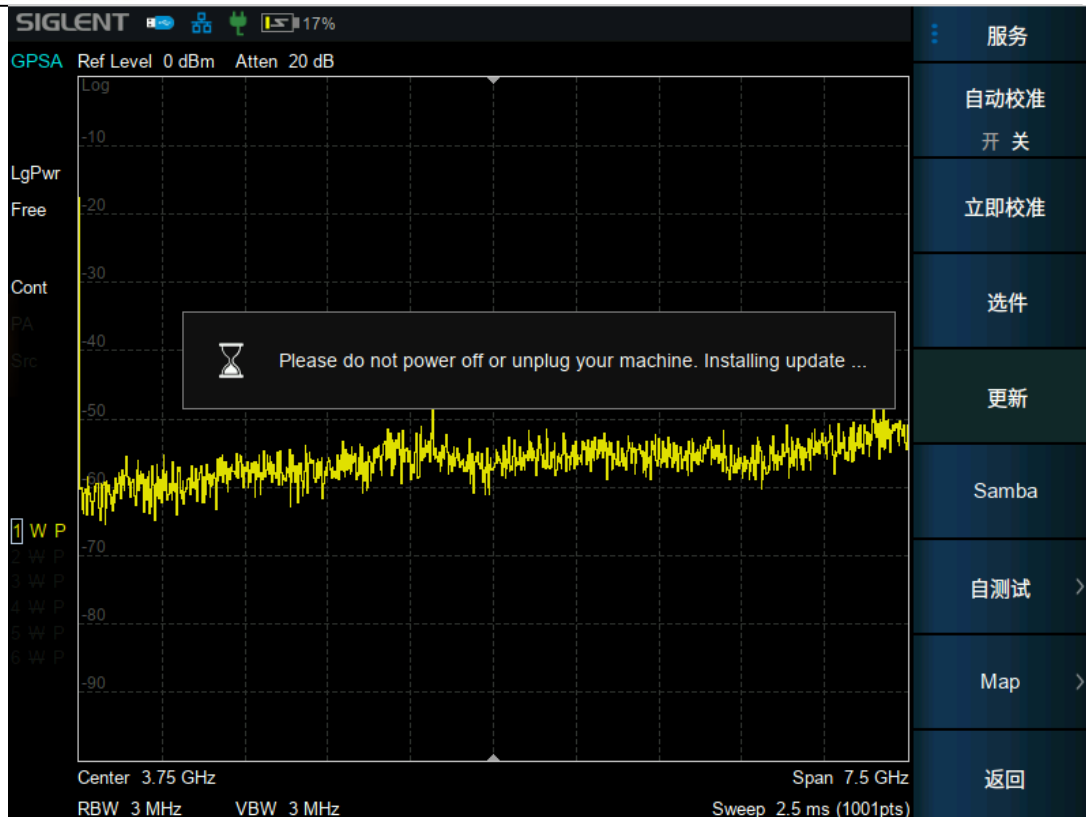 SIGLENT 17%
服务
GPSA Ref Level 0 dBm Atten 20 dB
Log
自动校准
开 关
-10
LgPwr
Free
-20
立即校准
-30
Cont
选件
PA
-40
Src
Please do not power off or unplug your machine. Installing update ...
更新
-50
-60
Samba
1 W P
-70
2 W P
3 W P
自测试
4 W P
-80
5 W P
6 W P
-90
Map
Center 3.75 GHz Span 7.5 GHz
返回
RBW 3 MHz VBW 3 MHz Sweep 2.5 ms (1001pts)